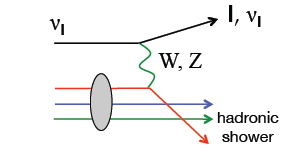 νl
l, νl
W, Z
hadronic
shower